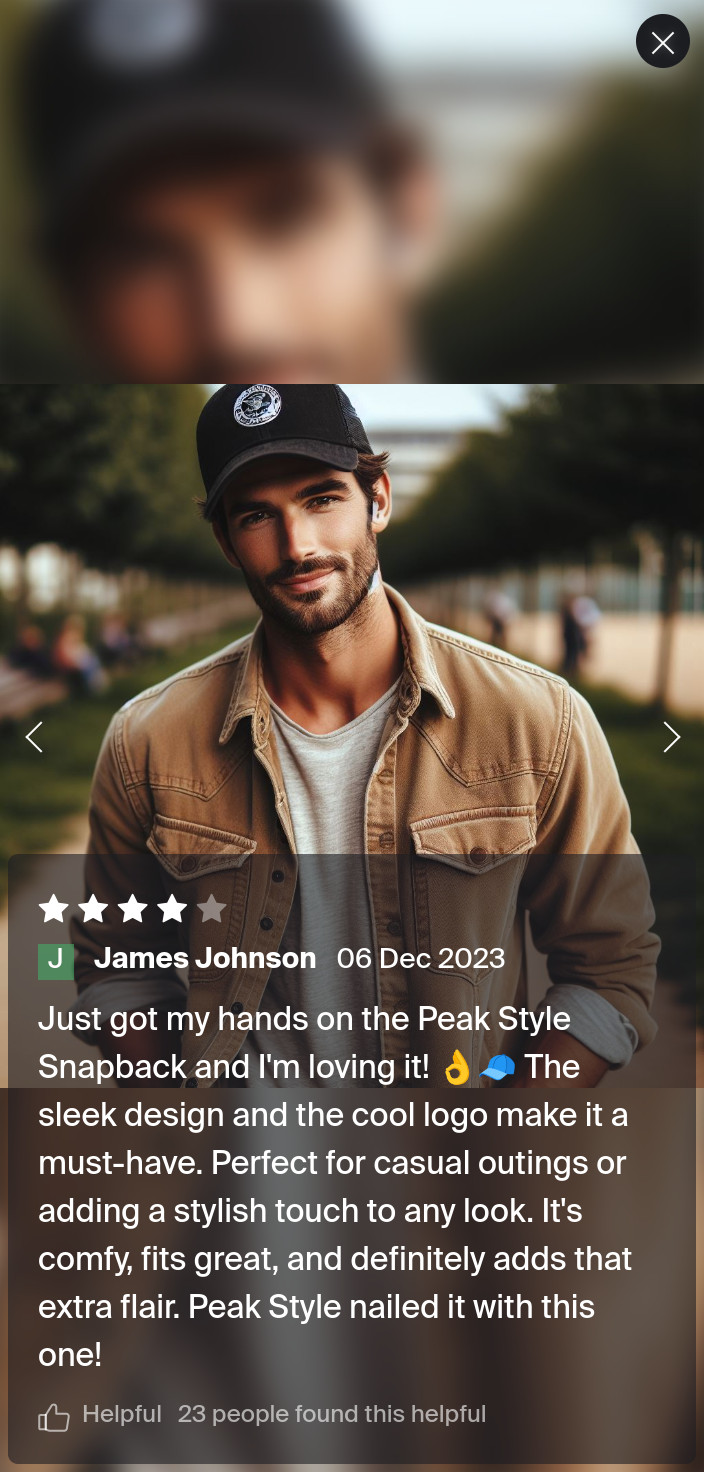 J James Johnson 06 Dec 2023
Just got my hands on the Peak Style
Snapback and I'm loving it! 👌🧢 The
sleek design and the cool logo make it a
must-have. Perfect for casual outings or
adding a stylish touch to any look. It's
comfy, fits great, and definitely adds that
extra flair. Peak Style nailed it with this
one!
Helpful 23 people found this helpful